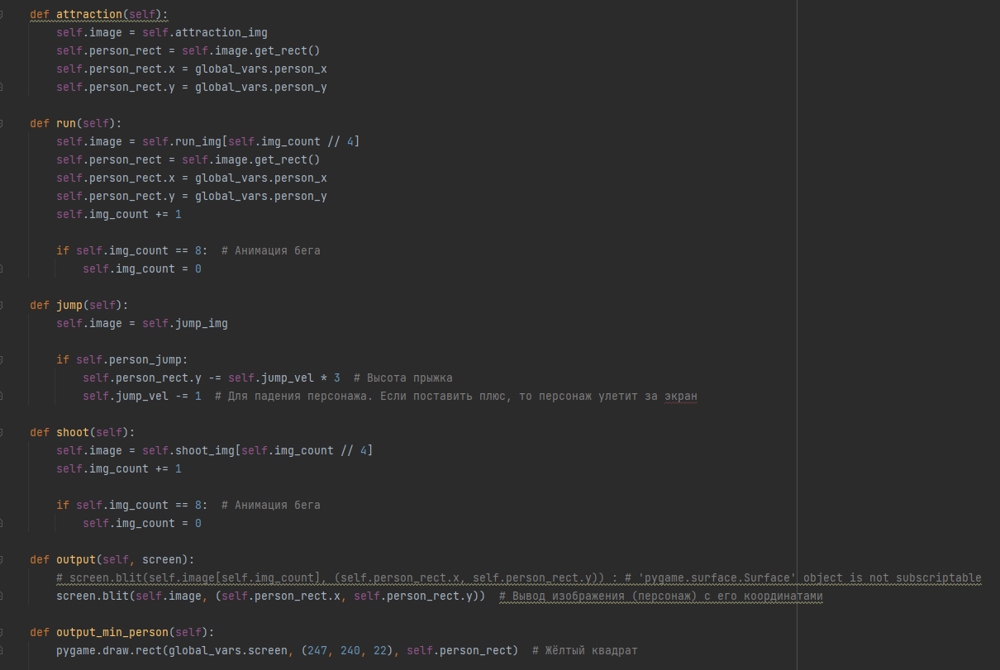 def attraction(self):
    self.image = self.attraction_img
    self.person_rect = self.image.get_rect()
    self.person_rect.x = global_vars.person_x
    self.person_rect.y = global_vars.person_y
def run(self):
    self.image = self.run_img[self.img_count // 4]
    self.person_rect = self.image.get_rect()
    self.person_rect.x = global_vars.person_x
    self.person_rect.y = global_vars.person_y
    self.img_count += 1
    if self.img_count == 8:  # Анимация бега
        self.img_count = 0
def jump(self):
    self.image = self.jump_img
    if self.person_jump:
        self.person_rect.y -= self.jump_vel * 3  # Высота прыжка
        self.jump_vel -= 1  # Для падения персонажа. Если поставить плюс, то персонаж улетит за экран
def shoot(self):
    self.image = self.shoot_img[self.img_count // 4]
    self.img_count += 1
    if self.img_count == 8:  # Анимация бега
        self.img_count = 0
def output(self, screen):
    # screen.blit(self.image[self.img_count], (self.person_rect.x, self.person_rect.y)) : # 'pygame.surface.Surface' object is not subscriptable
    screen.blit(self.image, (self.person_rect.x, self.person_rect.y))  # Вывод изображения (персонаж) с его координатами
def output_min_person(self):
    pygame.draw.rect(global_vars.screen, (247, 240, 22), self.person_rect)  # Жёлтый квадрат